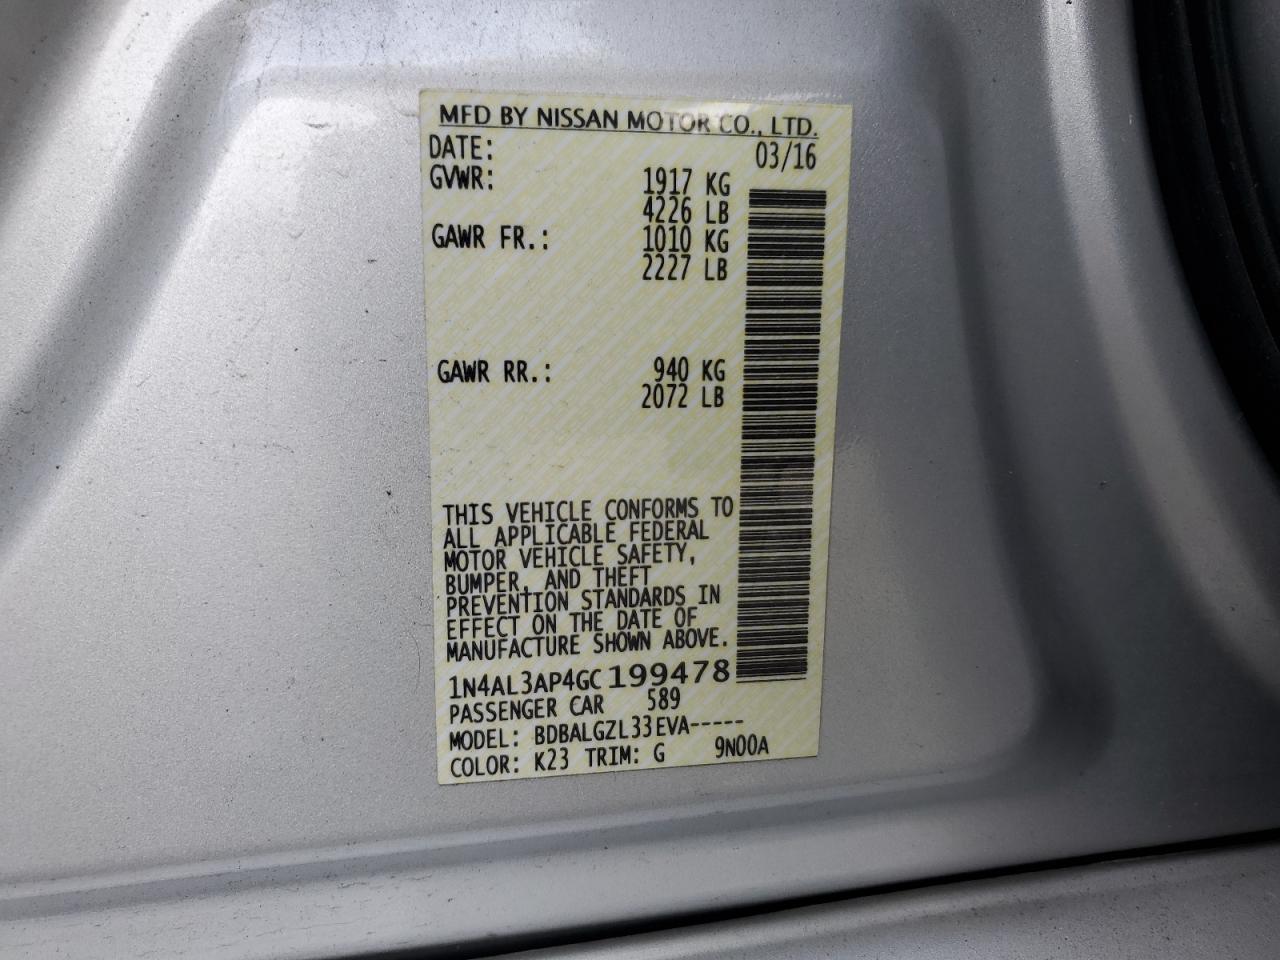 MFD BY NISSAN MOTOR CO., LTD.
DATE: 03/16
GVWR: 1917 KG
4226 LB
GAWR FR.: 1010 KG
2227 LB
GAWR RR.: 940 KG
2072 LB
THIS VEHICLE CONFORMS TO
ALL APPLICABLE FEDERAL
MOTOR VEHICLE SAFETY,
BUMPER, AND THEFT
PREVENTION STANDARDS IN
EFFECT ON THE DATE OF
MANUFACTURE SHOWN ABOVE.
1N4AL3AP4GC199478
PASSENGER CAR 589
MODEL: BDBALGZL33EVA-----
COLOR: K23 TRIM: G 9N00A